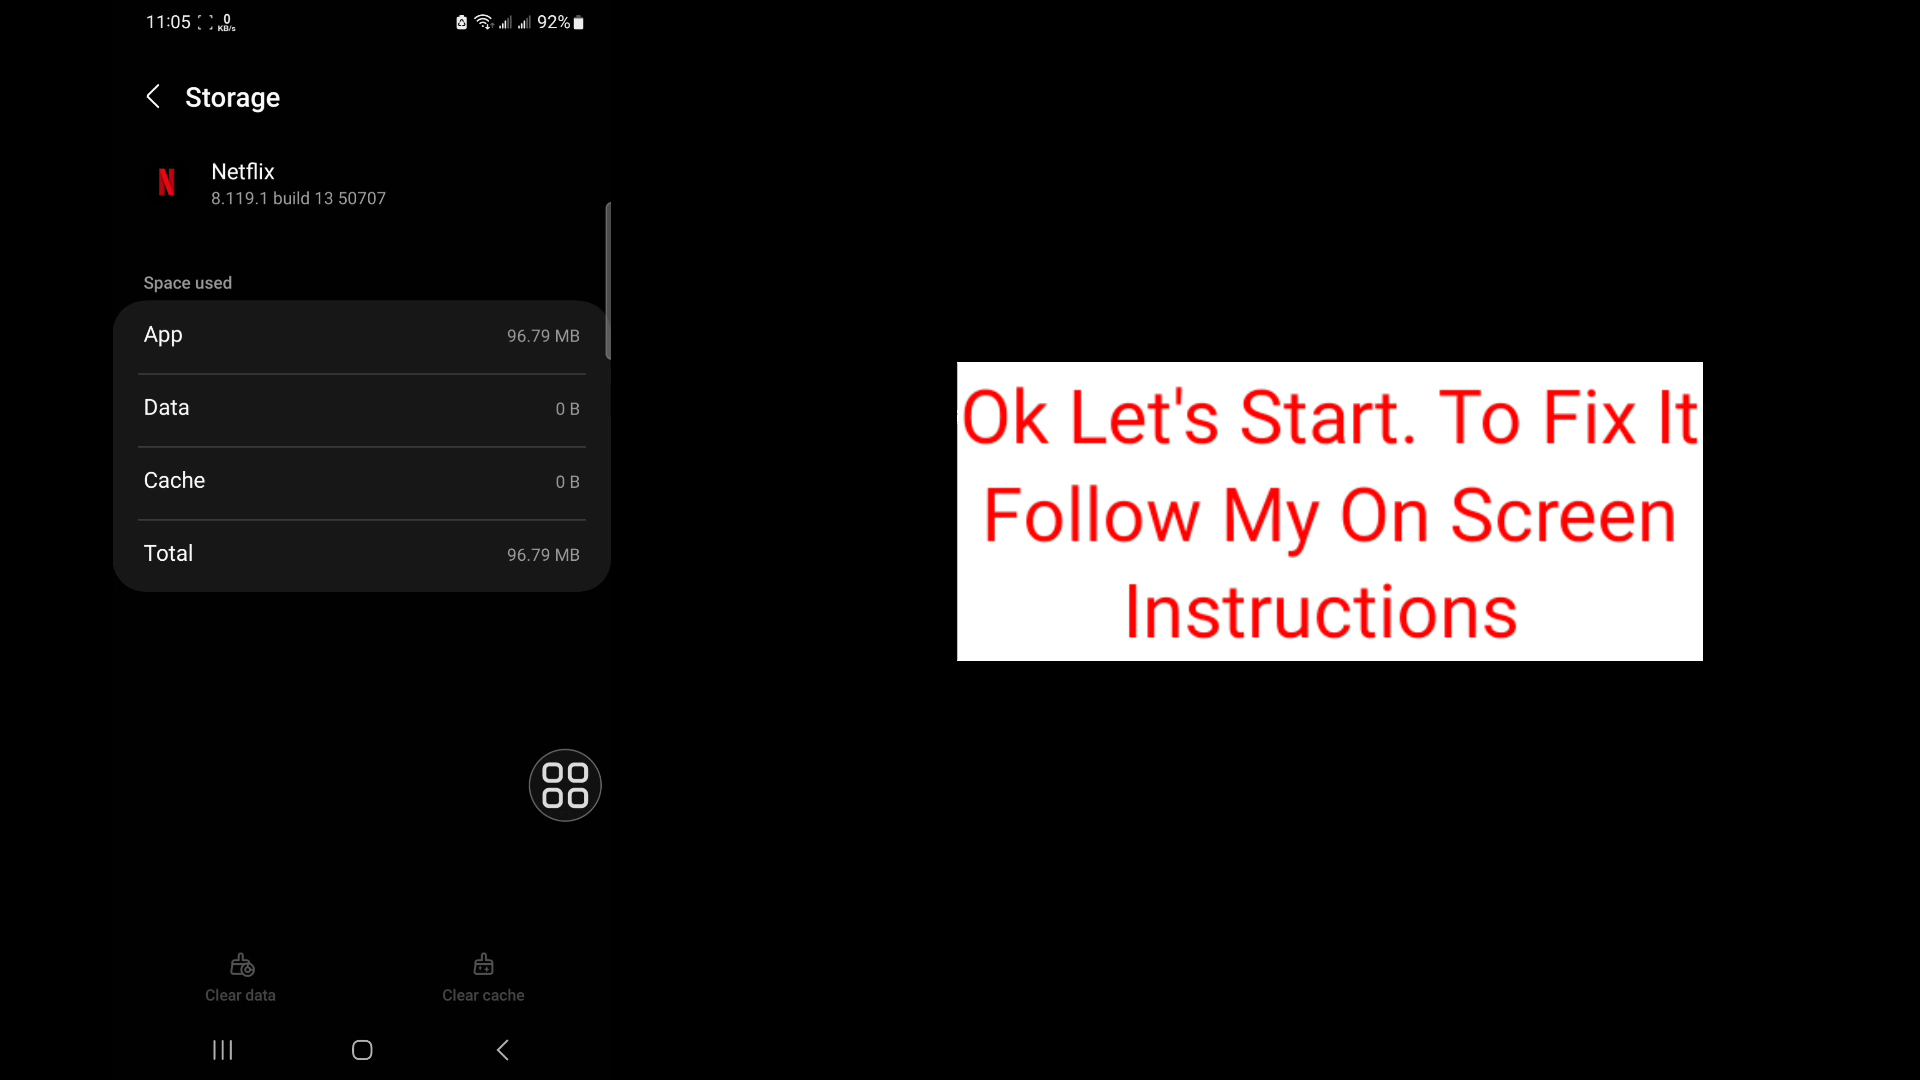 11:05 0 KB/s 92%
Storage
N
Netflix
8.119.1 build 13 50707
Space used
App 96.79 MB
Data 0 B
Cache 0 B
Total 96.79 MB
Clear data Clear cache
Ok Let's Start. To Fix It
Follow My On Screen
Instructions